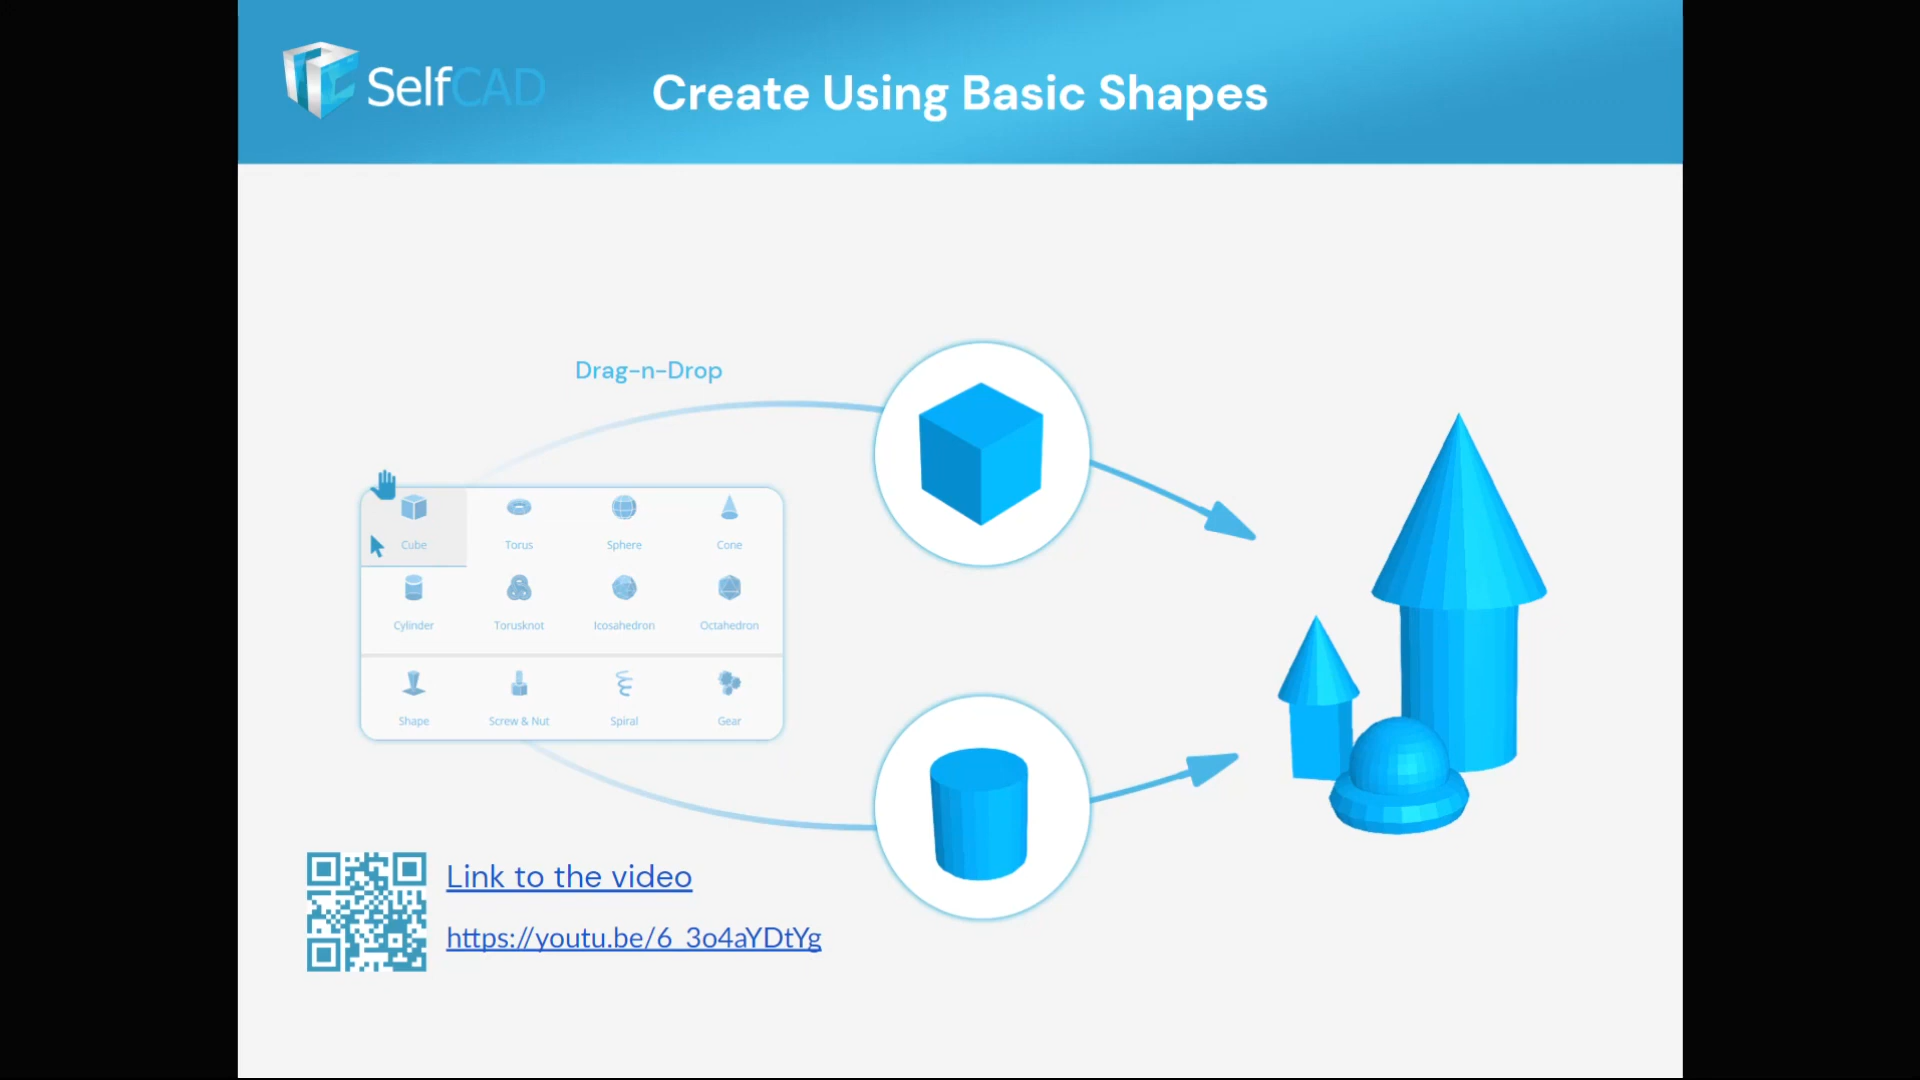 SelfCAD
Create Using Basic Shapes
Drag-n-Drop
Cube Torus Sphere Cone
Cylinder Torusknot Icosahedron Octahedron
Shape Screw & Nut Spiral Gear
Link to the video
https://youtu.be/6_3o4aYDtYg